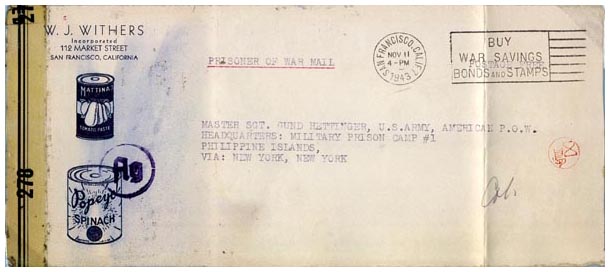 W. J. WITHERS
Incorporated
112 MARKET STREET
SAN FRANCISCO, CALIFORNIA
PRISONER OF WAR MAIL
SAN FRANCISCO, CALIF.
NOV 11
4-PM
1943
BUY
WAR SAVINGS
BONDS AND STAMPS
MATTINA
TOMATO PASTE
MASTER SGT. GUND HETFINGER, U.S.ARMY, AMERICAN P.O.W.
HEADQUARTERS: MILITARY PRISON CAMP #1
PHILIPPINE ISLANDS,
VIA: NEW YORK, NEW YORK
Ag
Popeye
SPINACH
270